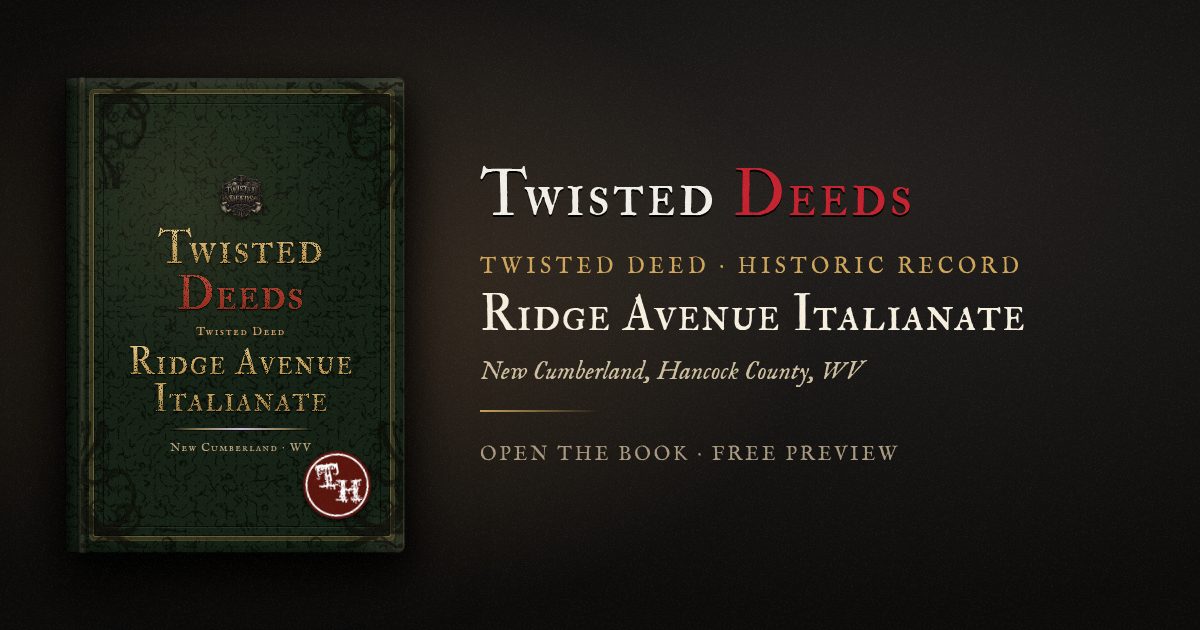 TWISTED DEEDS
TWISTED
DEEDS
TWISTED DEED
RIDGE AVENUE
ITALIANATE
NEW CUMBERLAND · WV
TH
TWISTED DEEDS
TWISTED DEED · HISTORIC RECORD
RIDGE AVENUE ITALIANATE
New Cumberland, Hancock County, WV
OPEN THE BOOK · FREE PREVIEW